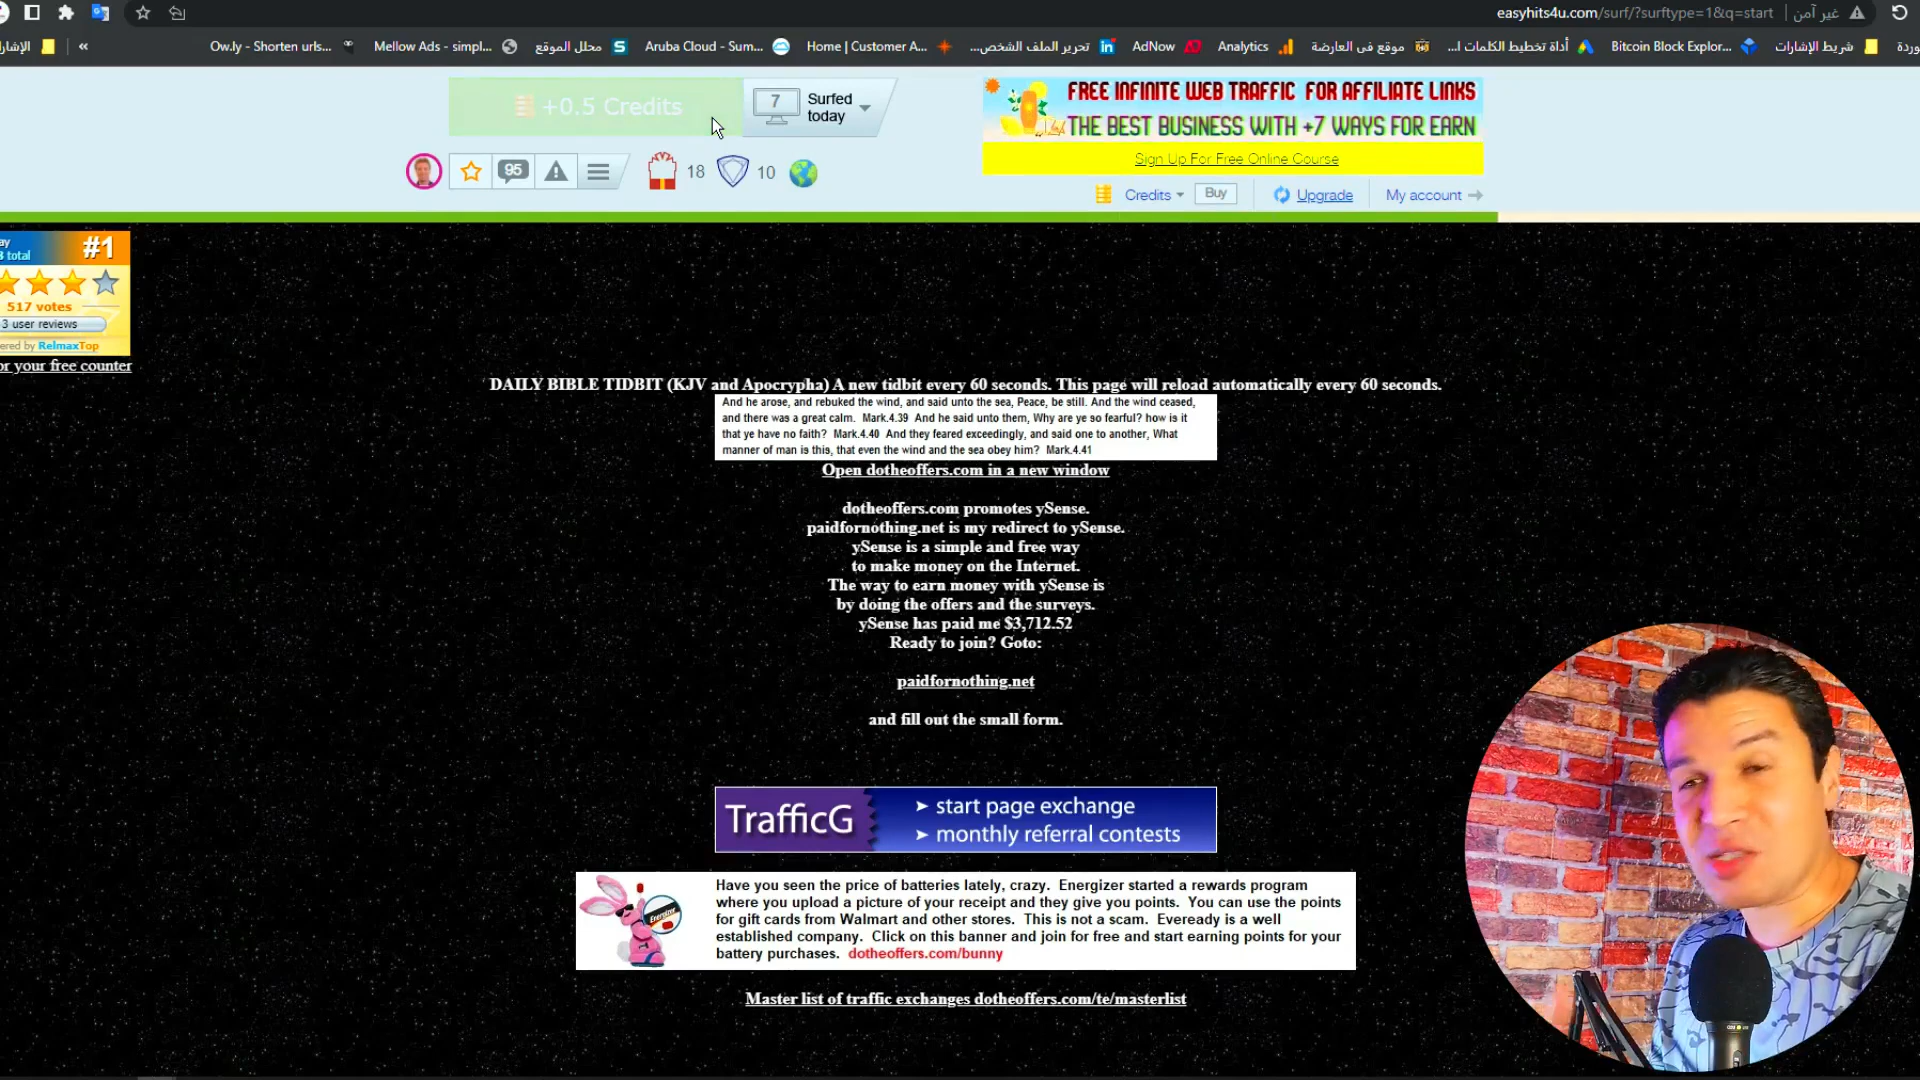 easyhits4u.com/surf/?surftype=1&q=start
غير آمن
Ow.ly - Shorten urls...
Mellow Ads - simpl...
محلل الموقع
Aruba Cloud - Sum...
Home | Customer A...
تحرير الملف الشخص...
AdNow
Analytics
موقع في العارضة
أداة تخطيط الكلمات ا...
Bitcoin Block Explor...
شريط الإشارات
+0.5 Credits
7
Surfed today
FREE INFINITE WEB TRAFFIC FOR AFFILIATE LINKS
THE BEST BUSINESS WITH +7 WAYS FOR EARN
Sign Up For Free Online Course
95
18
10
Credits
Buy
Upgrade
My account
#1
total
517 votes
3 user reviews
RelmaxTop
your free counter
DAILY BIBLE TIDBIT (KJV and Apocrypha) A new tidbit every 60 seconds. This page will reload automatically every 60 seconds.
And he arose, and rebuked the wind, and said unto the sea, Peace, be still. And the wind ceased,
and there was a great calm. Mark.4.39 And he said unto them, Why are ye so fearful? how is it
that ye have no faith? Mark.4.40 And they feared exceedingly, and said one to another, What
manner of man is this, that even the wind and the sea obey him? Mark.4.41
Open dotheoffers.com in a new window
dotheoffers.com promotes ySense.
paidfornothing.net is my redirect to ySense.
ySense is a simple and free way
to make money on the Internet.
The way to earn money with ySense is
by doing the offers and the surveys.
ySense has paid me $3,712.52
Ready to join? Goto:
paidfornothing.net
and fill out the small form.
TrafficG
start page exchange
monthly referral contests
Energizer
Have you seen the price of batteries lately, crazy. Energizer started a rewards program
where you upload a picture of your receipt and they give you points. You can use the points
for gift cards from Walmart and other stores. This is not a scam. Eveready is a well
established company. Click on this banner and join for free and start earning points for your
battery purchases. dotheoffers.com/bunny
Master list of traffic exchanges dotheoffers.com/te/masterlist